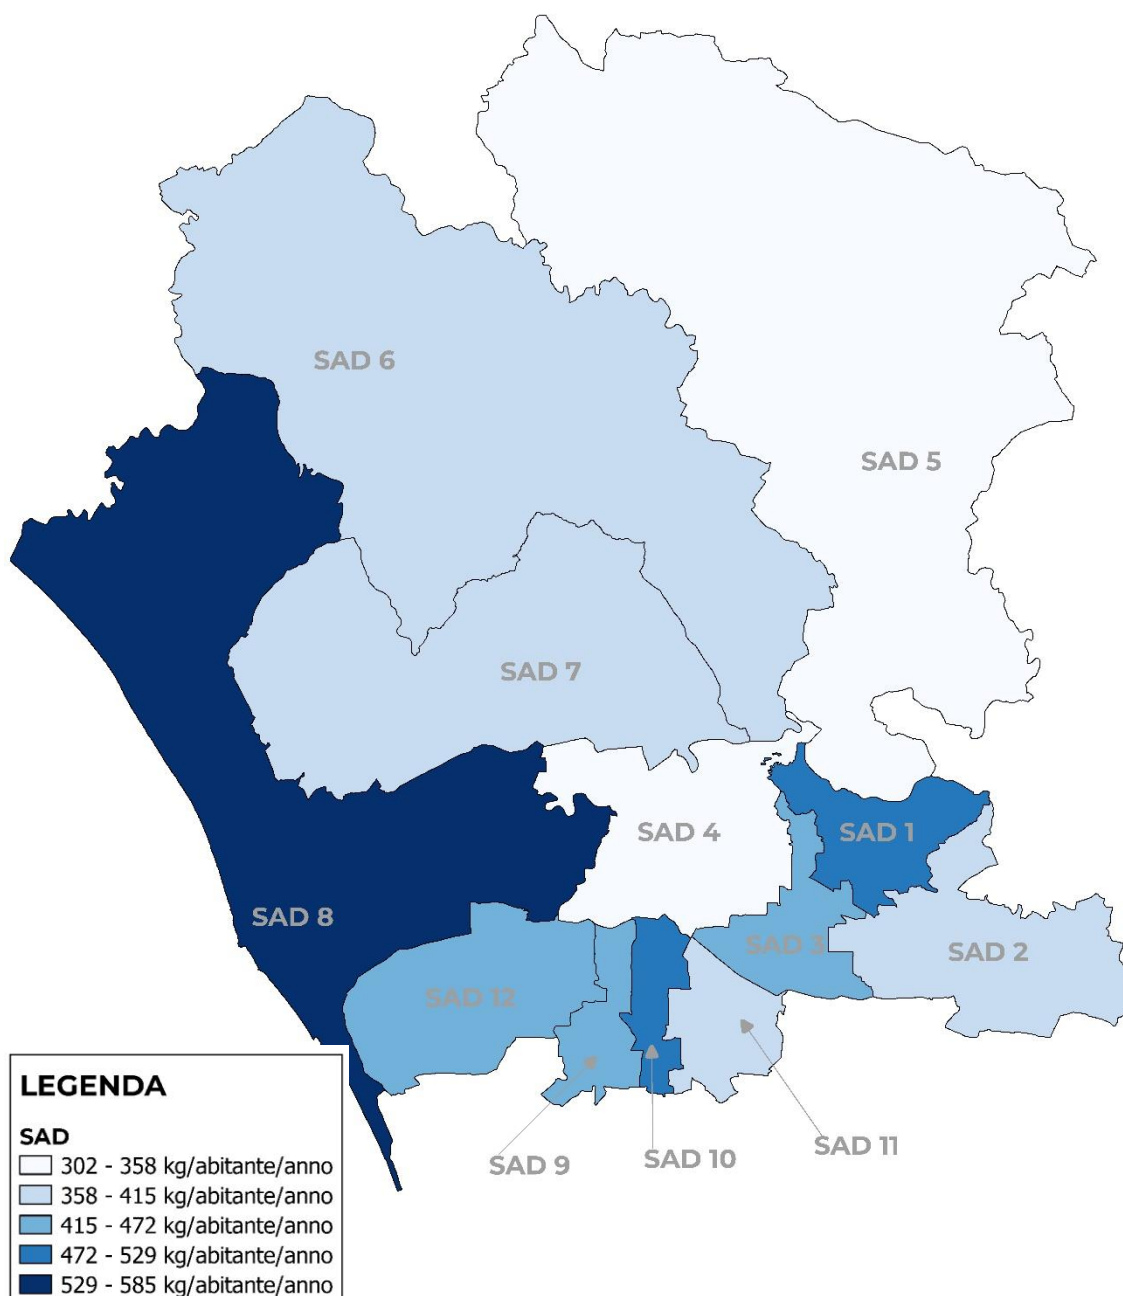 SAD 6
SAD 5
SAD 7
SAD 4
SAD 1
SAD 8
SAD 3
SAD 2
SAD 12
SAD 11
SAD 10
SAD 9
LEGENDA
SAD
302 - 358 kg/abitante/anno
358 - 415 kg/abitante/anno
415 - 472 kg/abitante/anno
472 - 529 kg/abitante/anno
529 - 585 kg/abitante/anno